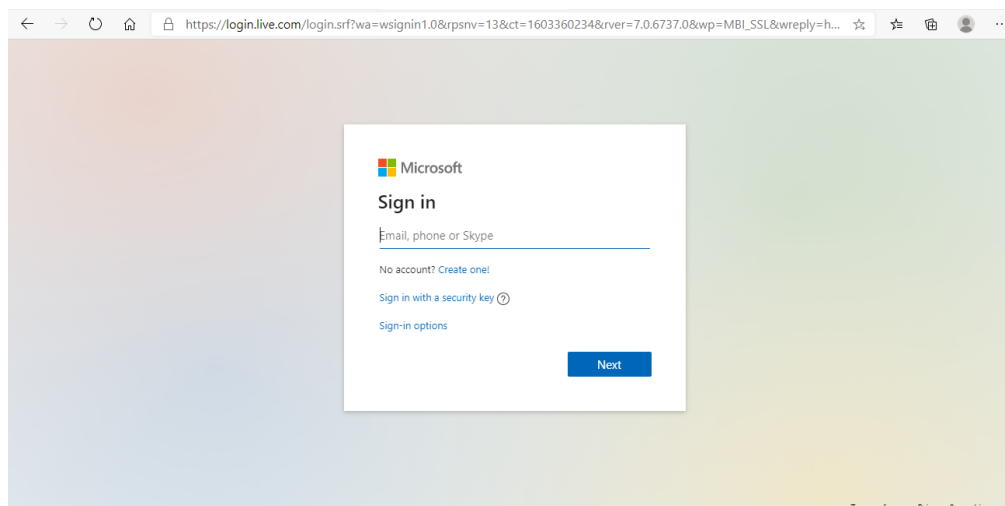 https://login.live.com/login.srf?wa=wsignin1.0&rpsnv=13&ct=1603360234&rver=7.0.6737.0&wp=MBI_SSL&wreply=h...
Microsoft
Sign in
Email, phone or Skype
No account? Create one!
Sign in with a security key
Sign-in options
Next